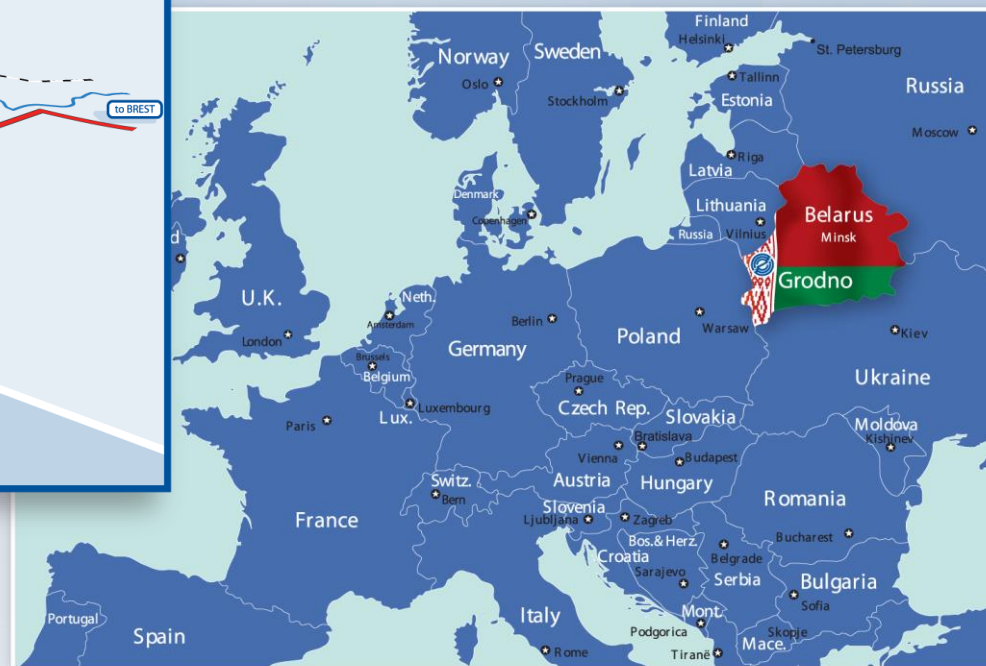 to BREST
Finland
Helsinki
St. Petersburg
Norway
Sweden
Oslo
Stockholm
Tallinn
Estonia
Russia
Moscow
Riga
Latvia
Denmark
Copenhagen
Lithuania
Vilnius
Russia
Belarus
Minsk
Grodno
d
U.K.
London
Neth.
Amsterdam
Berlin
Germany
Poland
Warsaw
Kiev
Ukraine
Brussels
Belgium
Lux.
Luxembourg
Paris
Prague
Czech Rep.
Slovakia
Bratislava
Vienna
Budapest
Moldova
Kishinev
Switz.
Bern
Austria
Hungary
Romania
France
Slovenia
Ljubljana
Zagreb
Bucharest
Bos.& Herz.
Croatia
Sarajevo
Belgrade
Serbia
Bulgaria
Sofia
Portugal
Spain
Italy
Rome
Mont.
Podgorica
Skopje
Mace.
Tiranë